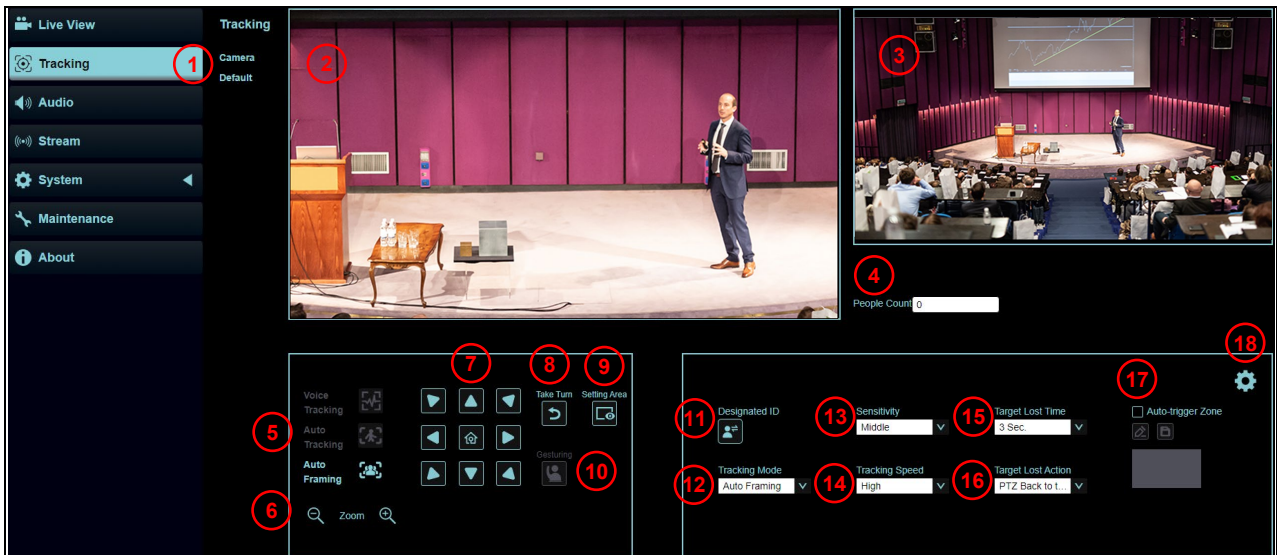 Live View
Tracking
Audio
Stream
System
Maintenance
About
1
Tracking
Camera
Default
2
3
4
People Count 0
5
6
7
8
9
10
Voice
Tracking
Auto
Tracking
Auto
Framing
Zoom
Take Turn
Setting Area
Gesturing
11
Designated ID
12
Tracking Mode
Auto Framing
13
Sensitivity
Middle
14
Tracking Speed
High
15
Target Lost Time
3 Sec.
16
Target Lost Action
PTZ Back to t...
17
Auto-trigger Zone
18